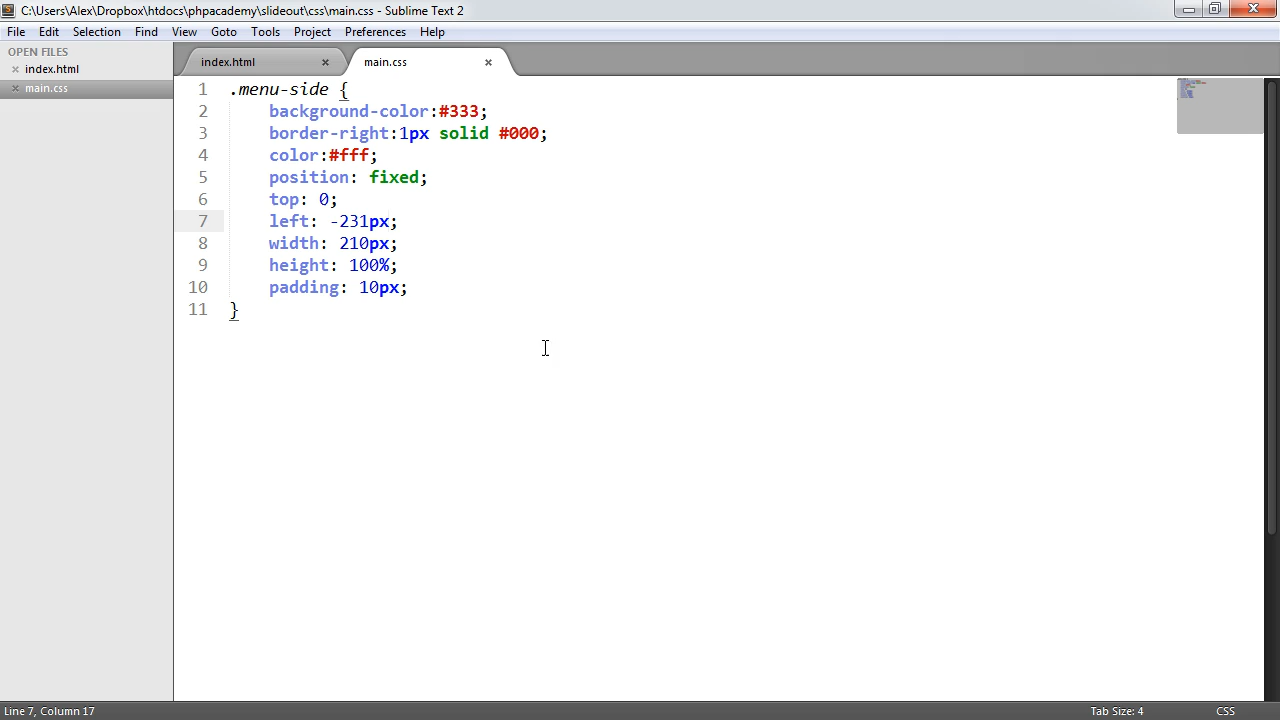 C:\Users\Alex\Dropbox\htdocs\phpacademy\slideout\css\main.css - Sublime Text 2
File Edit Selection Find View Goto Tools Project Preferences Help
OPEN FILES
index.html
main.css
index.html main.css
1 .menu-side {
2 background-color:#333;
3 border-right:1px solid #000;
4 color:#fff;
5 position: fixed;
6 top: 0;
7 left: -231px;
8 width: 210px;
9 height: 100%;
10 padding: 10px;
11 }
Line 7, Column 17 Tab Size: 4 CSS